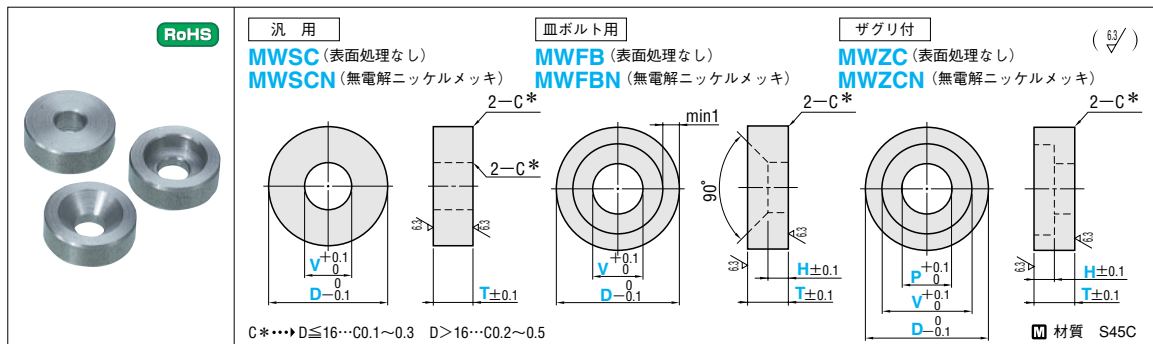 RoHS
汎 用
MWSC (表面処理なし)
MWSCN (無電解ニッケルメッキ)
2−C*
2−C*
6.3
6.3
V +0.1 0
D 0 −0.1
T±0.1
C*••••▶ D≦16…C0.1〜0.3 D>16…C0.2〜0.5
皿ボルト用
MWFB (表面処理なし)
MWFBN (無電解ニッケルメッキ)
min1
2−C*
90°
6.3
6.3
V +0.1 0
D 0 −0.1
H±0.1
T±0.1
ザグリ付
MWZC (表面処理なし)
MWZCN (無電解ニッケルメッキ)
( 6.3 )
2−C*
6.3
6.3
P +0.1 0
V +0.1 0
D 0 −0.1
H±0.1
T±0.1
M 材質 S45C